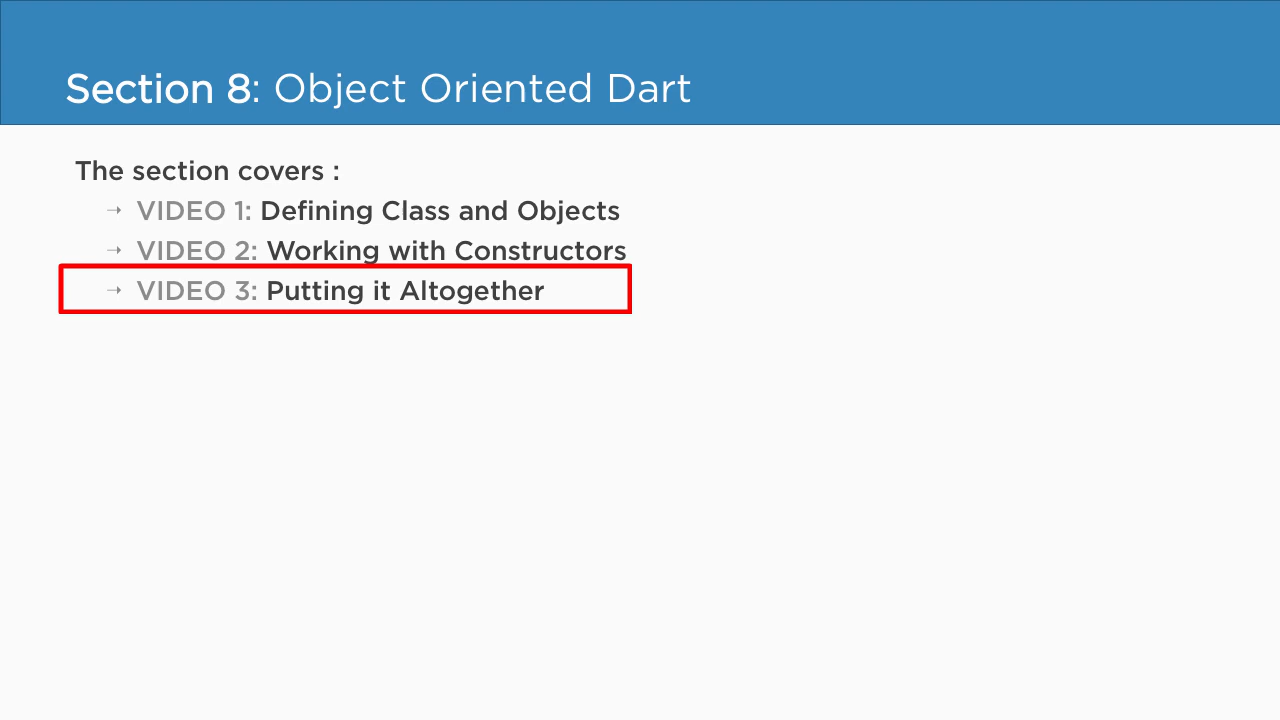 Section 8: Object Oriented Dart
The section covers :
→ VIDEO 1: Defining Class and Objects
→ VIDEO 2: Working with Constructors
→ VIDEO 3: Putting it Altogether